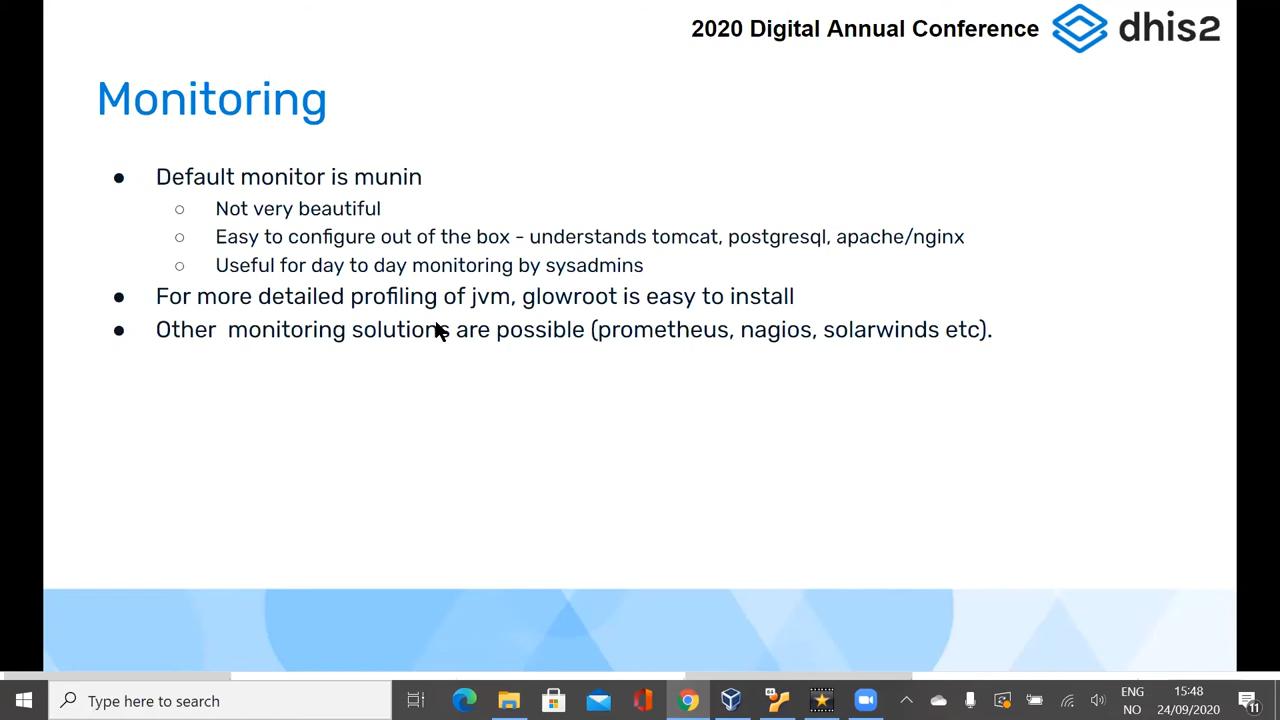 2020 Digital Annual Conference dhis2
Monitoring
● Default monitor is munin
○ Not very beautiful
○ Easy to configure out of the box - understands tomcat, postgresql, apache/nginx
○ Useful for day to day monitoring by sysadmins
● For more detailed profiling of jvm, glowroot is easy to install
● Other monitoring solutions are possible (prometheus, nagios, solarwinds etc).
Type here to search
ENG
NO
15:48
24/09/2020
11